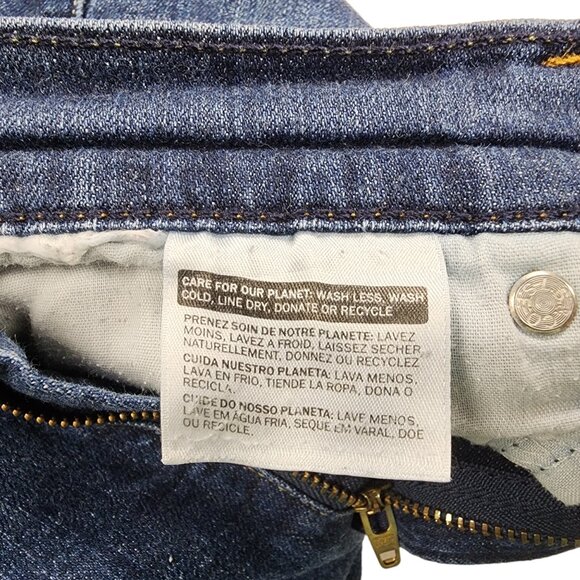 CARE FOR OUR PLANET: WASH LESS, WASH
COLD, LINE DRY, DONATE OR RECYCLE
PRENEZ SOIN DE NOTRE PLANETE: LAVEZ
MOINS, LAVEZ A FROID, LAISSEZ SECHER
NATURELLEMENT, DONNEZ OU RECYCLEZ
CUIDA NUESTRO PLANETA: LAVA MENOS,
LAVA EN FRIO, TIENDE LA ROPA, DONA O
RECICLA.
CUIDE DO NOSSO PLANETA: LAVE MENOS,
LAVE EM ÁGUA FRIA, SEQUE EM VARAL, DOE
OU RECICLE.